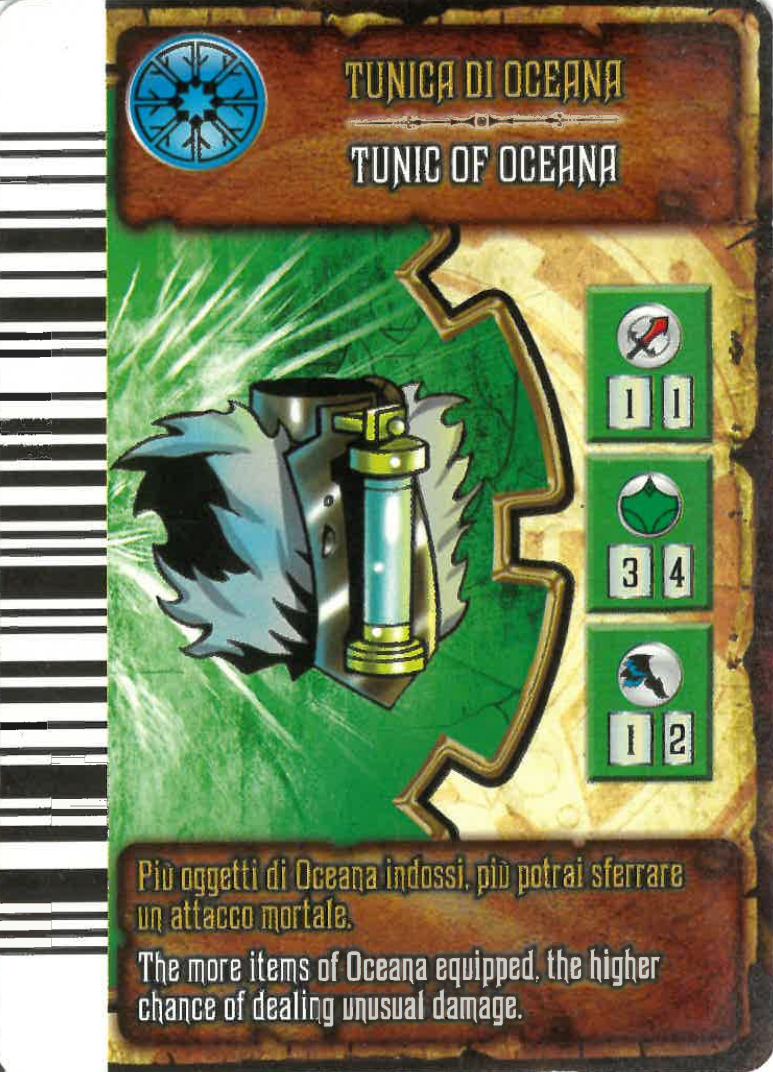 TUNICA DI OCEANA
TUNIC OF OCEANA
1 1
3 4
1 2
Più oggetti di Oceana indossi, più potrai sferrare
un attacco mortale.
The more items of Oceana equipped, the higher
chance of dealing unusual damage.